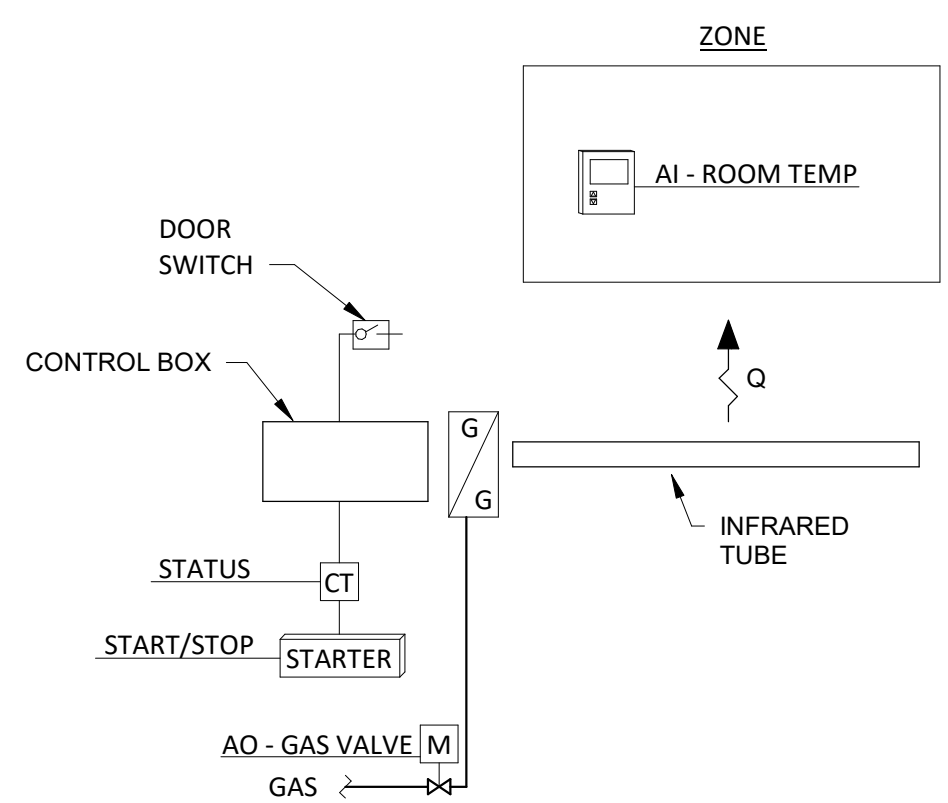 ZONE
AI - ROOM TEMP
DOOR
SWITCH
CONTROL BOX
Q
G
G
INFRARED
TUBE
STATUS
CT
START/STOP
STARTER
AO - GAS VALVE
M
GAS